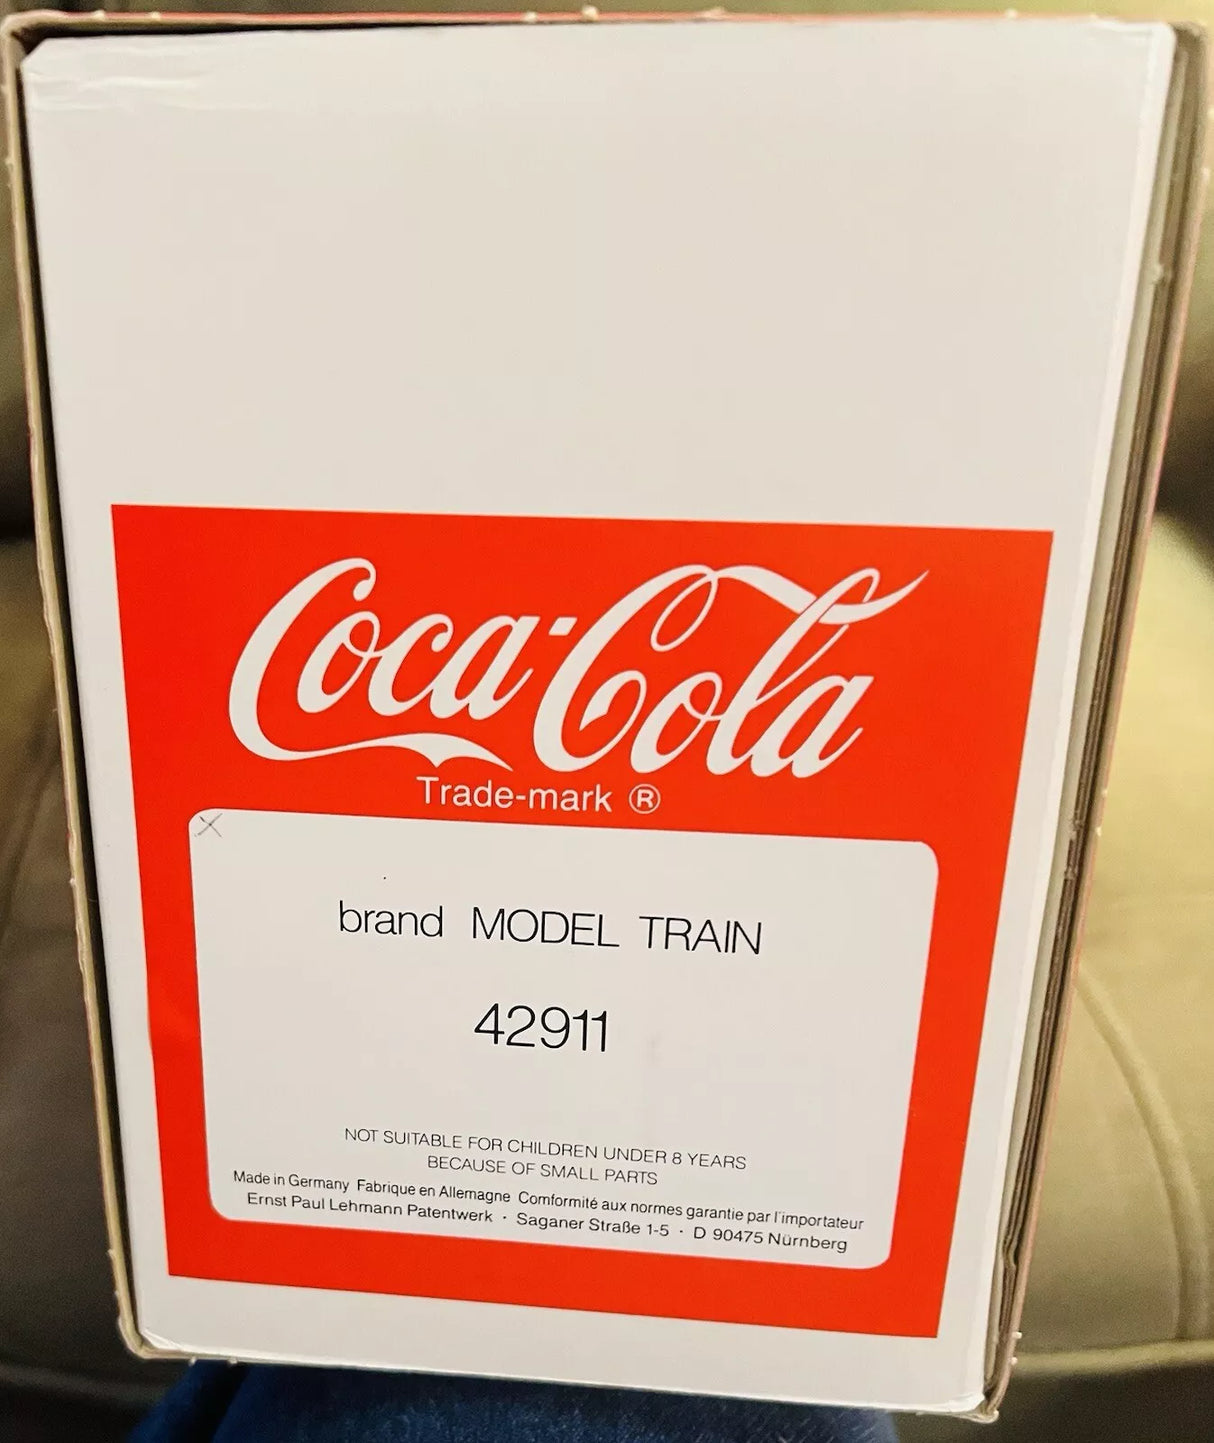 Coca-Cola
Trade-mark ®
brand MODEL TRAIN
42911
NOT SUITABLE FOR CHILDREN UNDER 8 YEARS
BECAUSE OF SMALL PARTS
Made in Germany Fabrique en Allemagne Comformité aux normes garantie par l'importateur
Ernst Paul Lehmann Patentwerk · Saganer Straße 1-5 · D 90475 Nürnberg